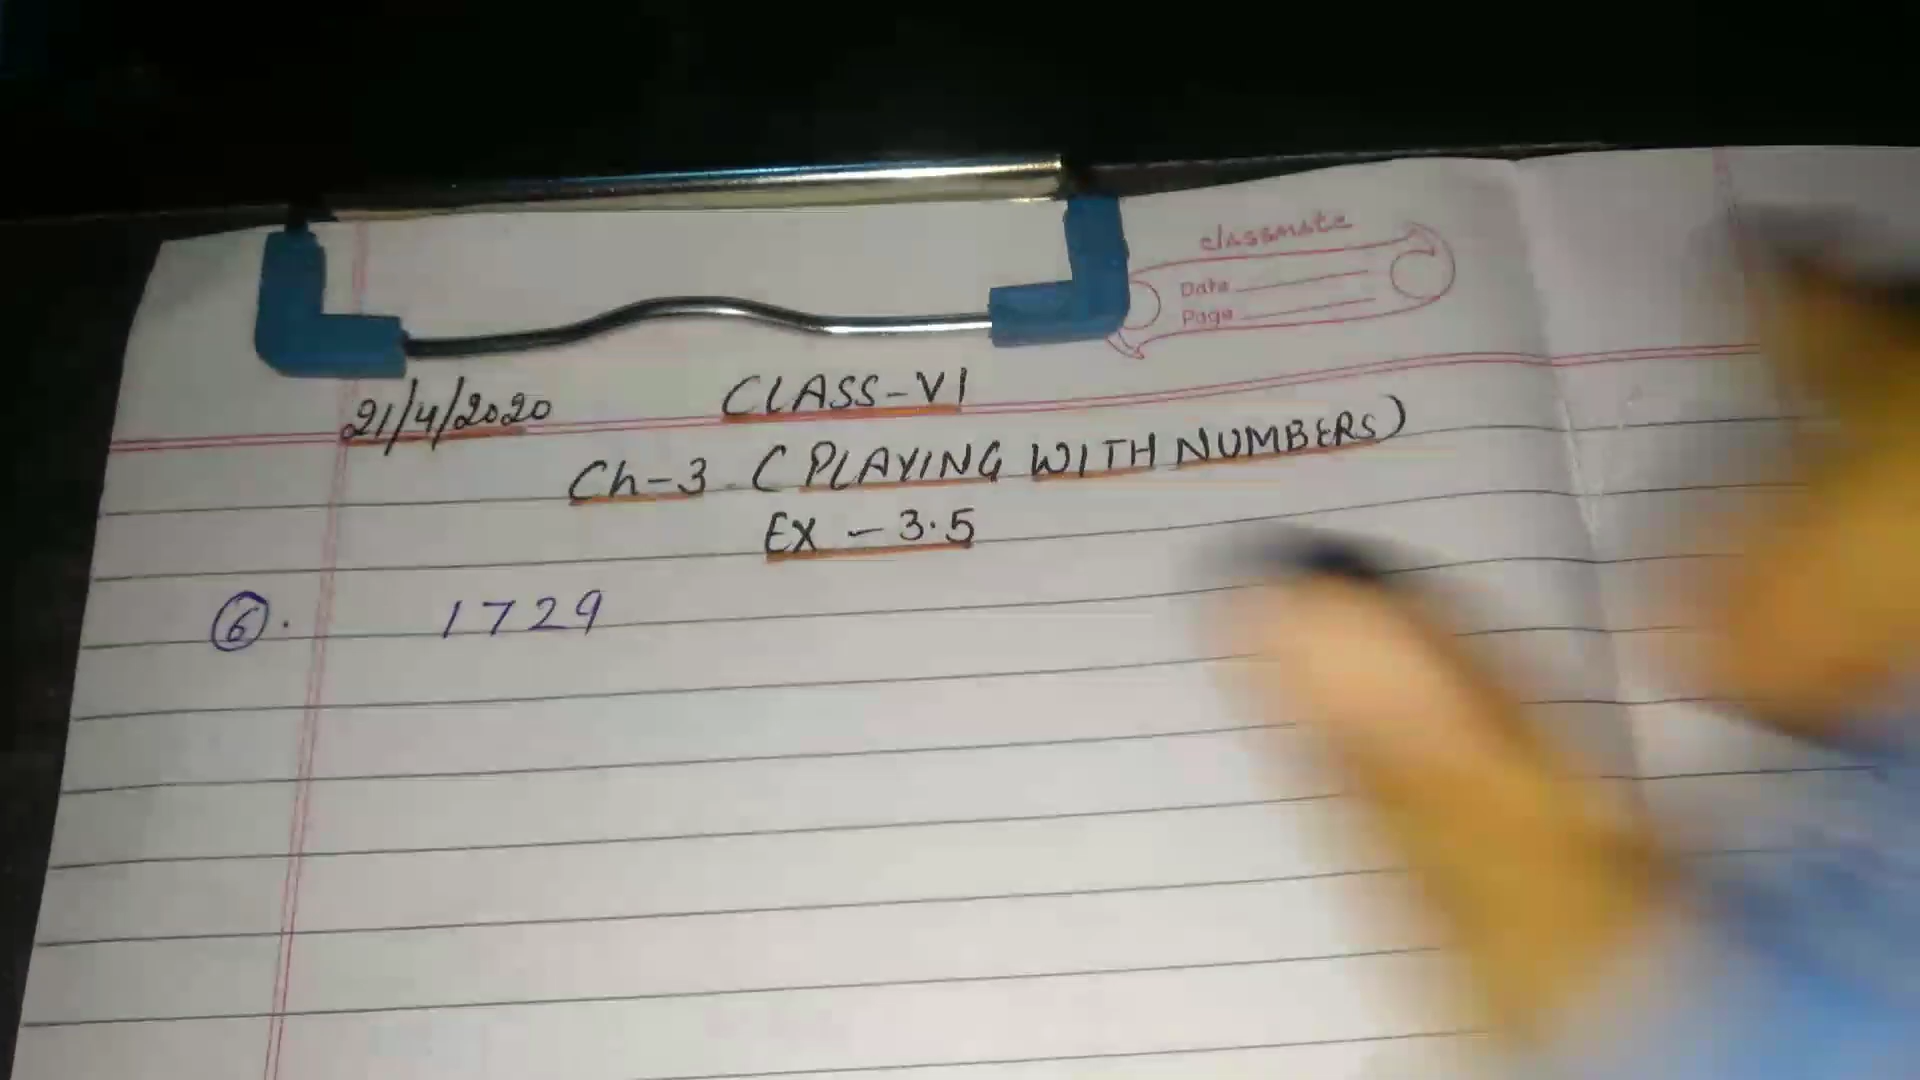 classmate
Date
Page
21/4/2020 CLASS-VI
Ch-3 (PLAYING WITH NUMBERS)
EX - 3.5
6. 1729